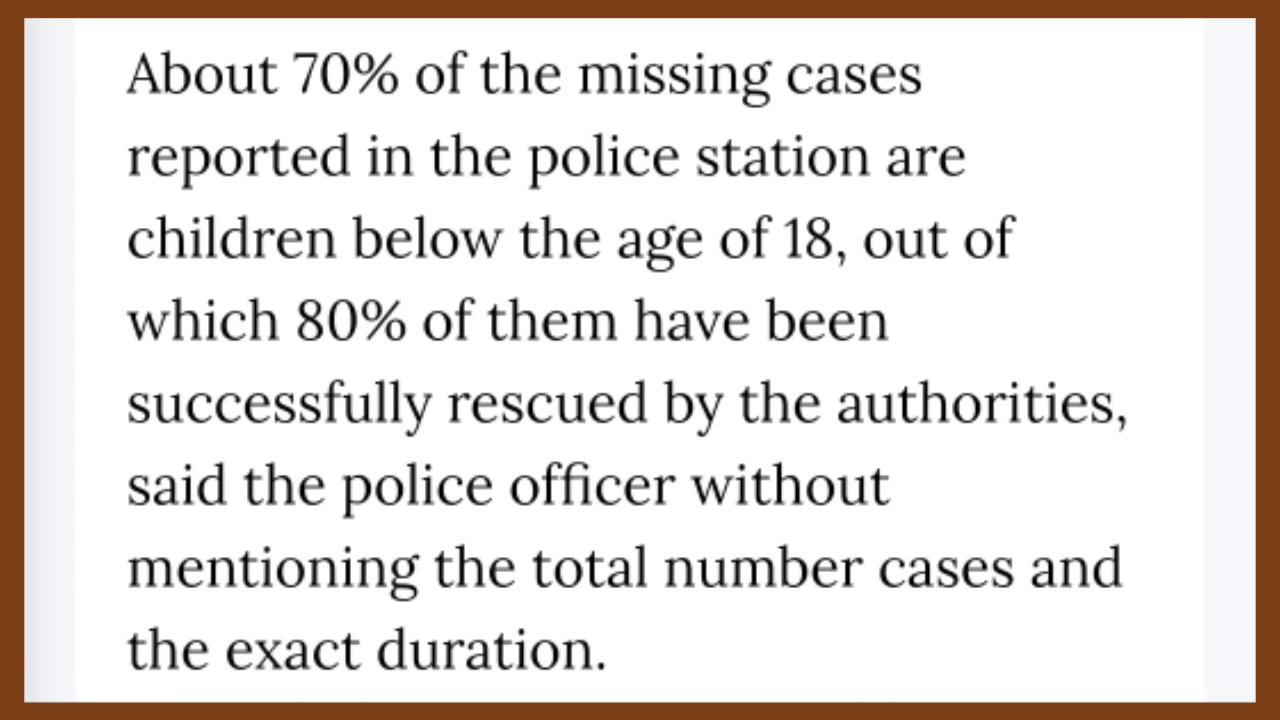 About 70% of the missing cases
reported in the police station are
children below the age of 18, out of
which 80% of them have been
successfully rescued by the authorities,
said the police officer without
mentioning the total number cases and
the exact duration.